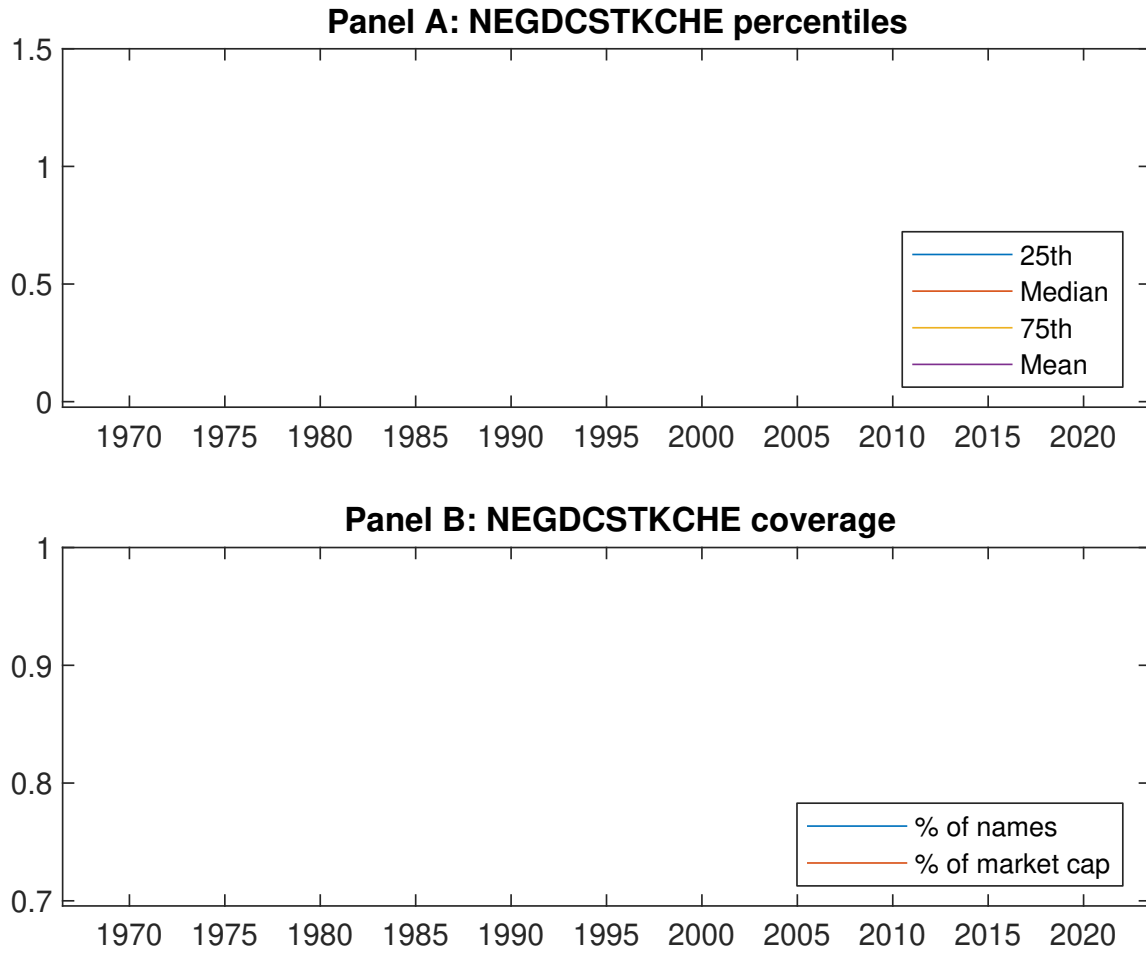 Panel A: NEGDCSTKCHE percentiles
1.5
1
0.5
0
25th
Median
75th
Mean
1970 1975 1980 1985 1990 1995 2000 2005 2010 2015 2020
Panel B: NEGDCSTKCHE coverage
1
0.9
0.8
0.7
% of names
% of market cap
1970 1975 1980 1985 1990 1995 2000 2005 2010 2015 2020